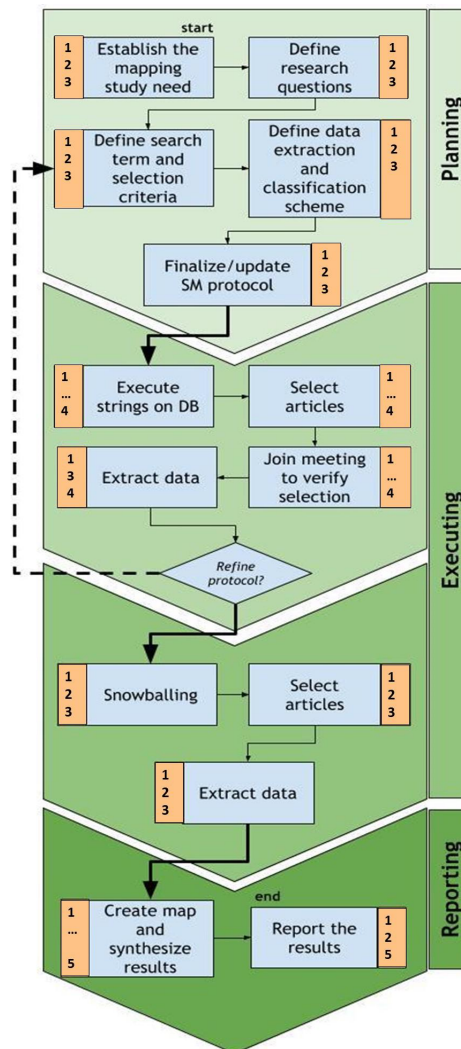 start
1
2
3
Establish the
mapping
study need
Define
research
questions
1
2
3
1
2
3
Define search
term and
selection
criteria
Define data
extraction
and
classification
scheme
1
2
3
Finalize/update
SM protocol
1
2
3
Planning
1
...
4
Execute
strings on DB
Select
articles
1
...
4
1
3
4
Extract data
Join meeting
to verify
selection
1
...
4
Refine
protocol?
Executing
1
2
3
Snowballing
Select
articles
1
2
3
1
2
3
Extract data
end
1
...
5
Create map
and
synthesize
results
Report the
results
1
2
5
Reporting